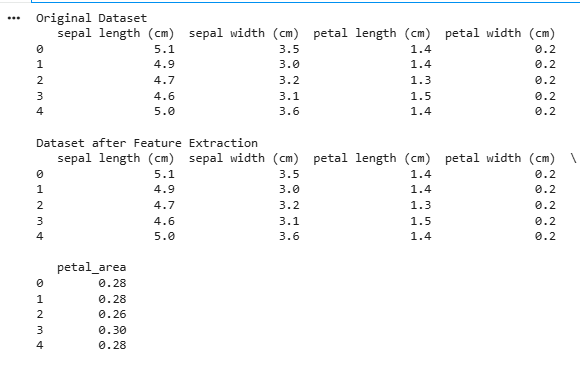 Original Dataset
sepal length (cm) sepal width (cm) petal length (cm) petal width (cm)
0 5.1 3.5 1.4 0.2
1 4.9 3.0 1.4 0.2
2 4.7 3.2 1.3 0.2
3 4.6 3.1 1.5 0.2
4 5.0 3.6 1.4 0.2
Dataset after Feature Extraction
sepal length (cm) sepal width (cm) petal length (cm) petal width (cm) \
0 5.1 3.5 1.4 0.2
1 4.9 3.0 1.4 0.2
2 4.7 3.2 1.3 0.2
3 4.6 3.1 1.5 0.2
4 5.0 3.6 1.4 0.2
petal_area
0 0.28
1 0.28
2 0.26
3 0.30
4 0.28